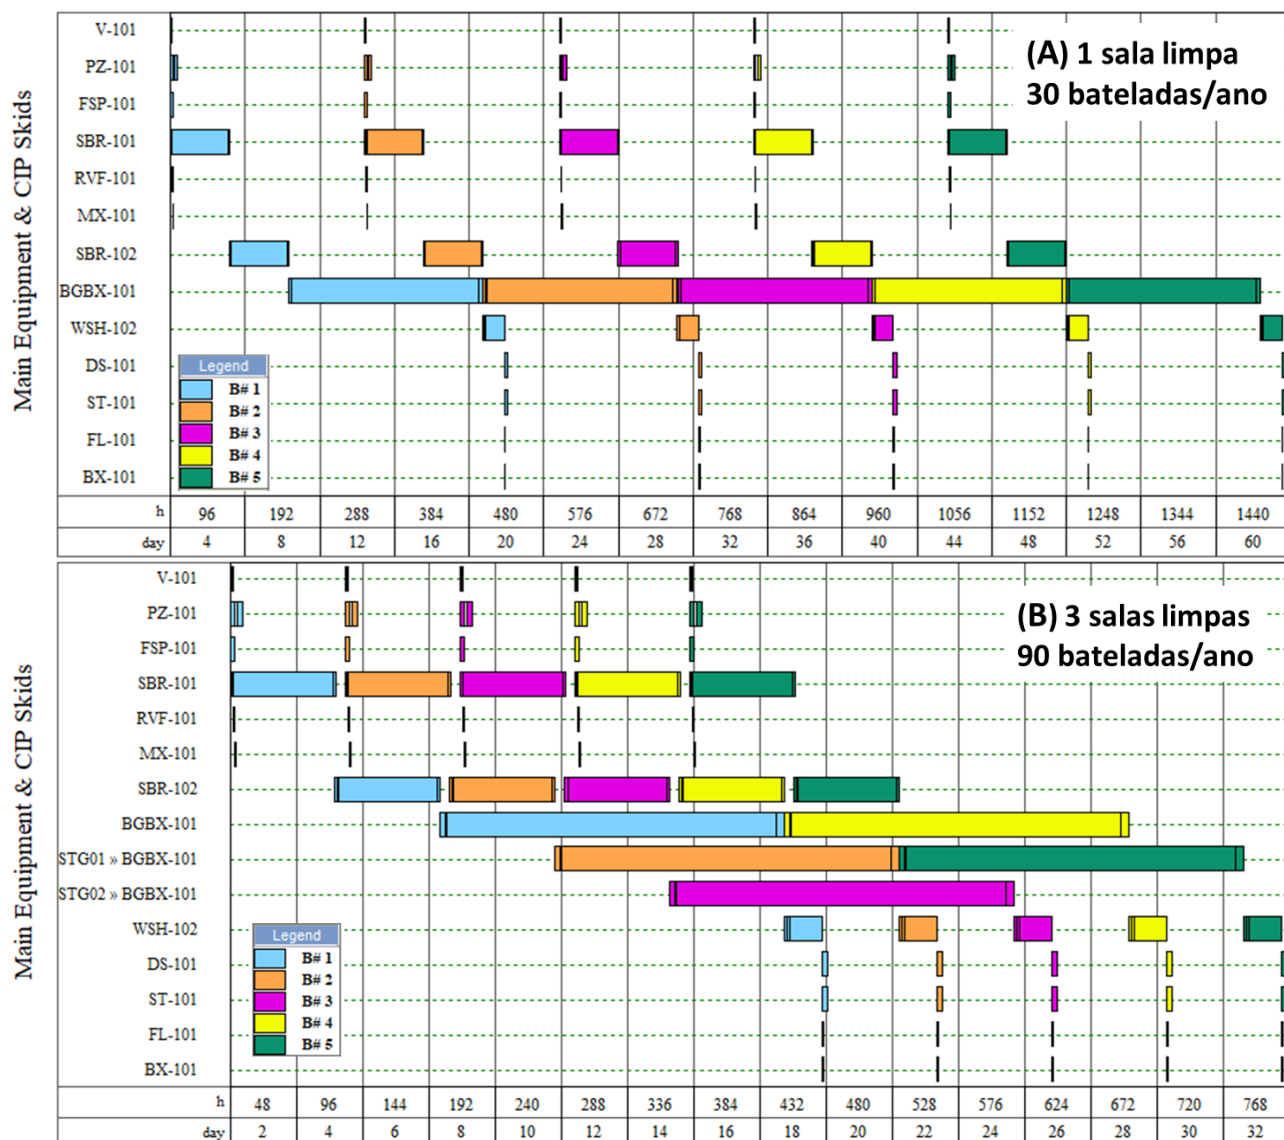 Main Equipment & CIP Skids
(A) 1 sala limpa
30 bateladas/ano
V-101
PZ-101
FSP-101
SBR-101
RVF-101
MX-101
SBR-102
BGBX-101
WSH-102
DS-101
ST-101
FL-101
BX-101
Legend
B# 1
B# 2
B# 3
B# 4
B# 5
h 96 192 288 384 480 576 672 768 864 960 1056 1152 1248 1344 1440
day 4 8 12 16 20 24 28 32 36 40 44 48 52 56 60
Main Equipment & CIP Skids
(B) 3 salas limpas
90 bateladas/ano
V-101
PZ-101
FSP-101
SBR-101
RVF-101
MX-101
SBR-102
BGBX-101
STG01 » BGBX-101
STG02 » BGBX-101
WSH-102
DS-101
ST-101
FL-101
BX-101
Legend
B# 1
B# 2
B# 3
B# 4
B# 5
h 48 96 144 192 240 288 336 384 432 480 528 576 624 672 720 768
day 2 4 6 8 10 12 14 16 18 20 22 24 26 28 30 32